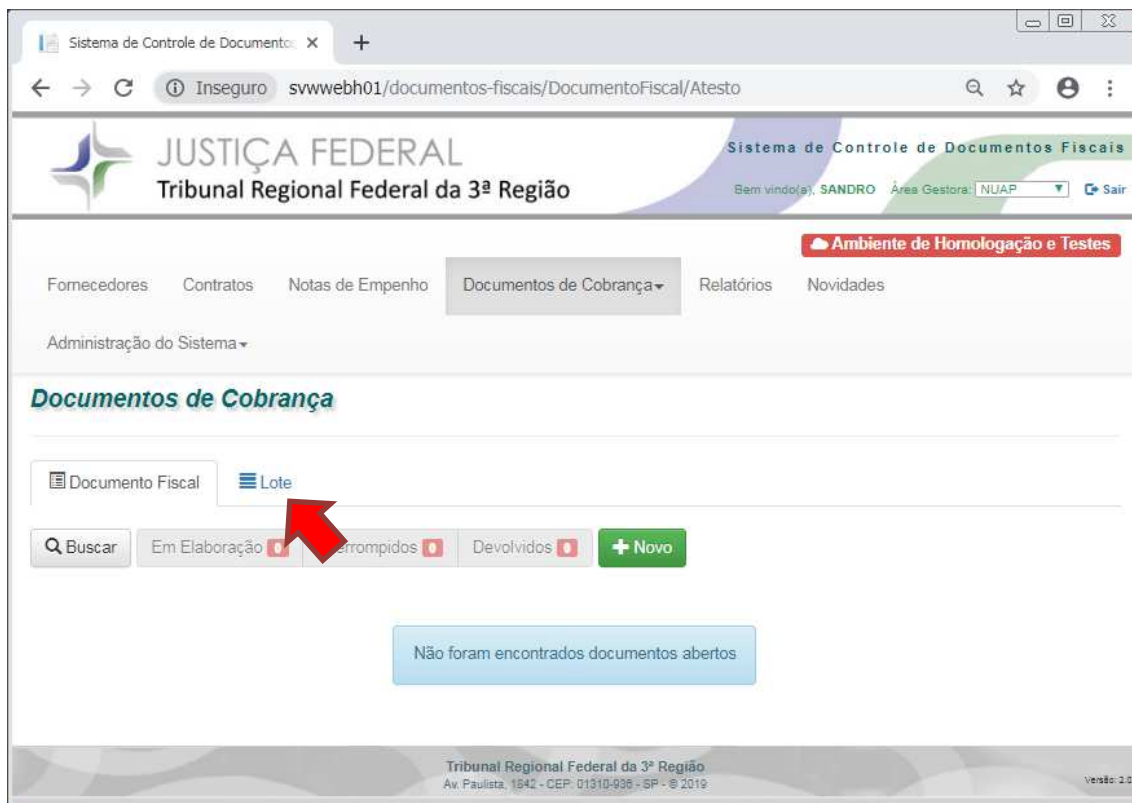 Sistema de Controle de Documento
Inseguro svwwebh01/documentos-fiscais/DocumentoFiscal/Atesto
JUSTIÇA FEDERAL
Tribunal Regional Federal da 3ª Região
Sistema de Controle de Documentos Fiscais
Bem vindo(a), SANDRO Área Gestora: NUAP Sair
Ambiente de Homologação e Testes
Fornecedores Contratos Notas de Empenho Documentos de Cobrança Relatórios Novidades
Administração do Sistema
Documentos de Cobrança
Documento Fiscal Lote
Buscar Em Elaboração 0 errompidos 0 Devolvidos 0 Novo
Não foram encontrados documentos abertos
Tribunal Regional Federal da 3ª Região
Av. Paulista, 1842 - CEP: 01310-936 - SP - © 2019
Versão: 2.0